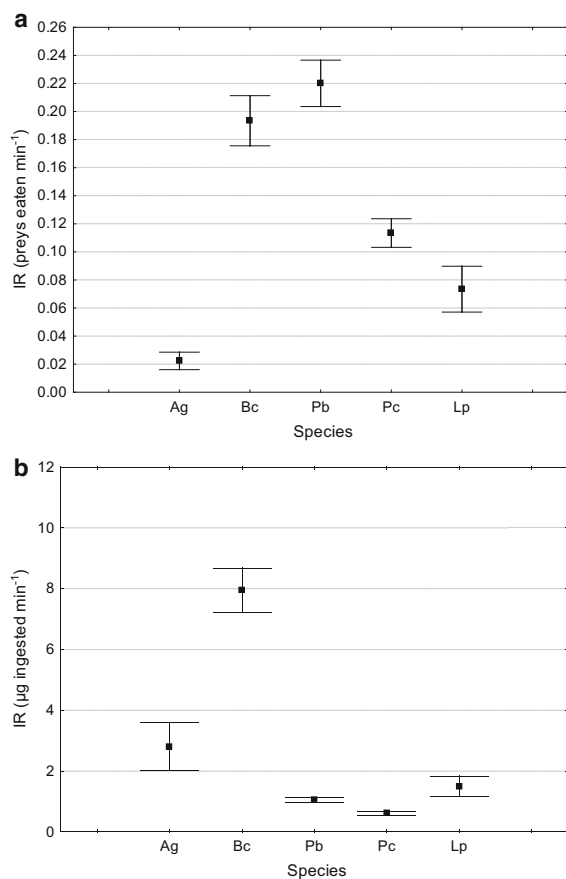 a
IR (preys eaten min⁻¹)
0.26
0.24
0.22
0.20
0.18
0.16
0.14
0.12
0.10
0.08
0.06
0.04
0.02
0.00
Ag Bc Pb Pc Lp
Species
b
IR (µg ingested min⁻¹)
12
10
8
6
4
2
0
Ag Bc Pb Pc Lp
Species